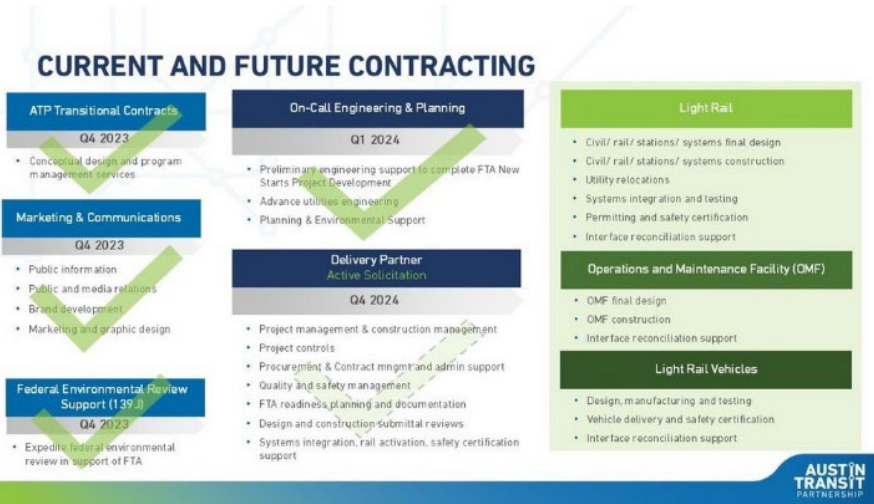 CURRENT AND FUTURE CONTRACTING
ATP Transitional Contracts
Q4 2023
• Conceptual design and program
management services
Marketing & Communications
Q4 2023
• Public information
• Public and media relations
• Brand development
• Marketing and graphic design
Federal Environmental Review
Support (139J)
Q4 2023
• Expedite federal environmental
review in support of FTA
On-Call Engineering & Planning
Q1 2024
• Preliminary engineering support to complete FTA New
Starts Project Development
• Advance utilities engineering
• Planning & Environmental Support
Delivery Partner
Active Solicitation
Q4 2024
• Project management & construction management
• Project controls
• Procurement & Contract mngmt and admin support
• Quality and safety management
• FTA readiness planning and documentation
• Design and construction submittal reviews
• Systems integration, rail activation, safety certification
support
Light Rail
• Civil/ rail/ stations/ systems final design
• Civil/ rail/ stations/ systems construction
• Utility relocations
• Systems integration and testing
• Permitting and safety certification
• Interface reconciliation support
Operations and Maintenance Facility (OMF)
• OMF final design
• OMF construction
• Interface reconciliation support
Light Rail Vehicles
• Design, manufacturing and testing
• Vehicle delivery and safety certification
• Interface reconciliation support
AUSTIN
TRANSIT
PARTNERSHIP